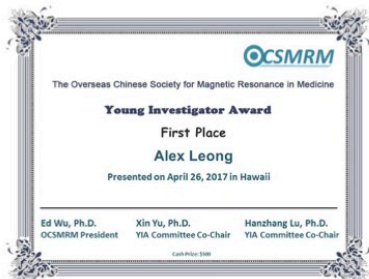 OCSMRM
The Overseas Chinese Society for Magnetic Resonance in Medicine
Young Investigator Award
First Place
Alex Leong
Presented on April 26, 2017 in Hawaii
Ed Wu, Ph.D. Xin Yu, Ph.D. Hanzhang Lu, Ph.D.
OCSMRM President YIA Committee Co-Chair YIA Committee Co-Chair
Cash Prize: $500